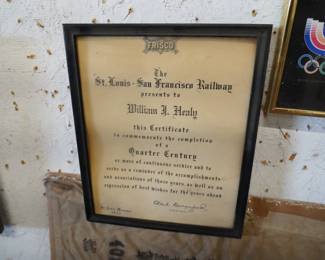 FRISCO
The
St. Louis - San Francisco Railway
presents to
William J. Healy
this Certificate
to commemorate the completion
of a
Quarter Century
or more of continuous service and to
serve as a reminder of the accomplishments
and associations of those years as well as an
expression of best wishes for the years ahead